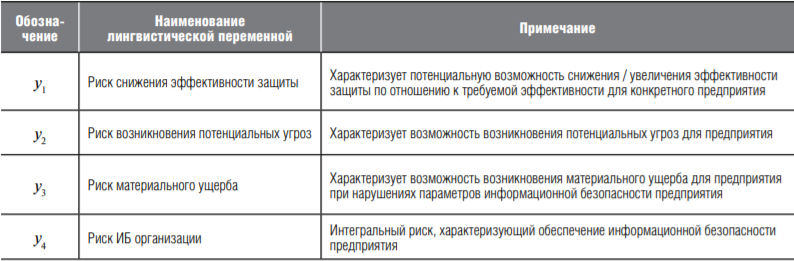 Обозна-
чение
Наименование
лингвистической переменной
Примечание
y1
Риск снижения эффективности защиты
Характеризует потенциальную возможность снижения / увеличения эффективности
защиты по отношению к требуемой эффективности для конкретного предприятия
y2
Риск возникновения потенциальных угроз
Характеризует возможность возникновения потенциальных угроз для предприятия
y3
Риск материального ущерба
Характеризует возможность возникновения материального ущерба для предприятия
при нарушениях параметров информационной безопасности предприятия
y4
Риск ИБ организации
Интегральный риск, характеризующий обеспечение информационной безопасности
предприятия